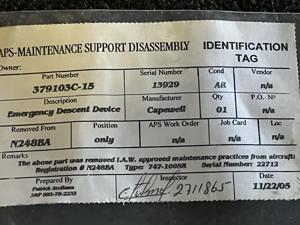 APS-MAINTENANCE SUPPORT DISASSEMBLY
IDENTIFICATION TAG
Owner:
Part Number Serial Number Cond Vendor
379103C-15 13929 AR n/a
Description Manufacturer Qty. P.O. Nº
Emergency Descent Device Capewell 01 n/a
Removed From Position APS Work Order Job Card Loc
N248BA only n/a n/a n/a
Remarks
The above part was removed I.A.W. approved maintenance practices from aircraft:
Registration # N248BA Type: 747-100SR Serial Number: 22712
Prepared By Inspector Date
Patrick Arellana 2711865 11/22/05